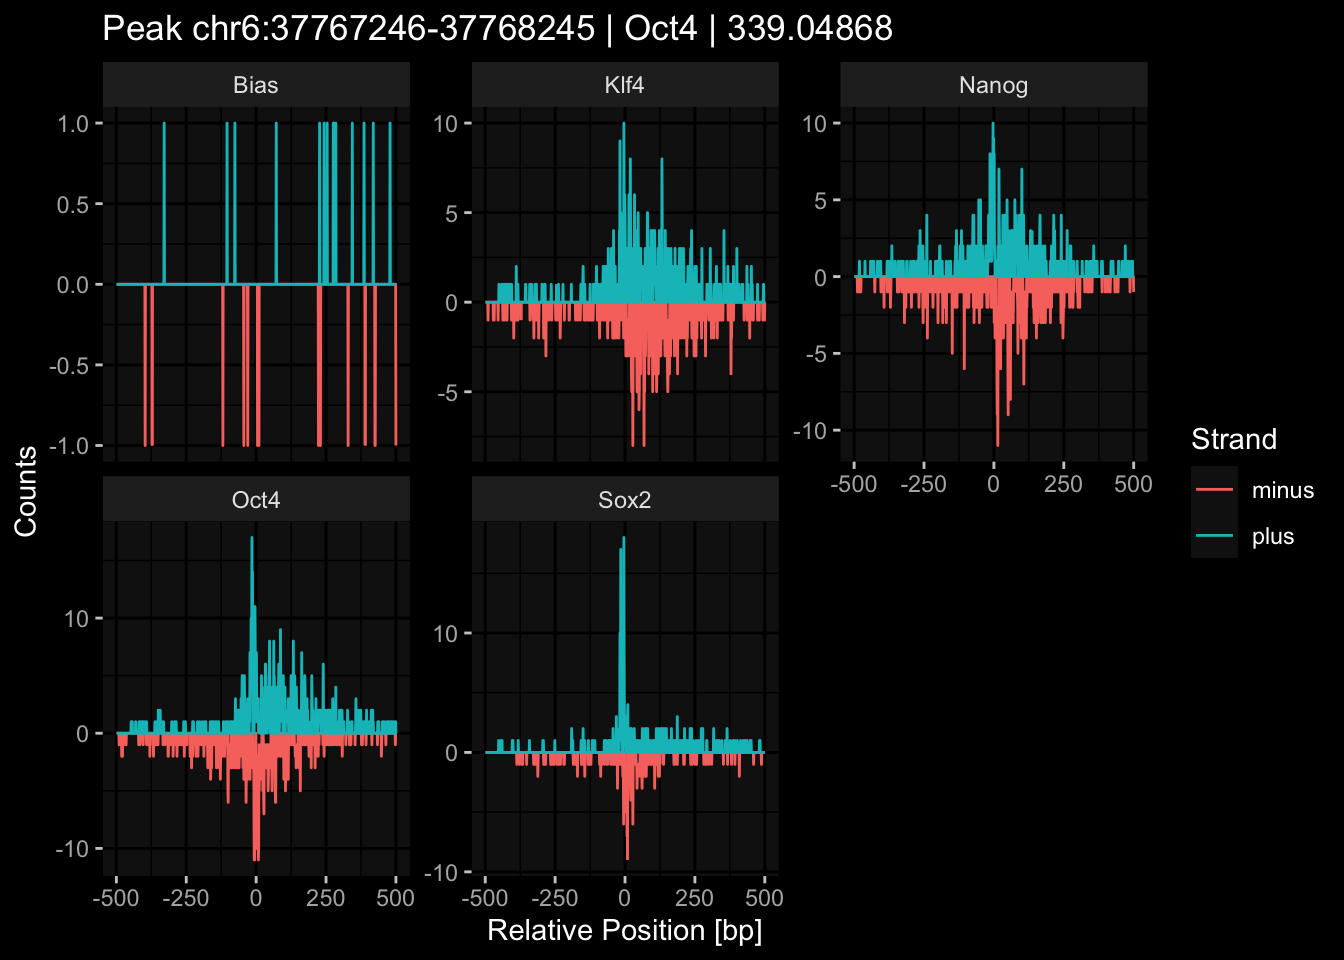 Peak chr6:37767246-37768245 | Oct4 | 339.04868
Bias
Klf4
Nanog
1.0
0.5
0.0
-0.5
-1.0
10
5
0
-5
10
5
0
-5
-10
-500 -250 0 250 500
Counts
Strand
minus
plus
Oct4
Sox2
10
0
-10
10
0
-10
-500 -250 0 250 500
-500 -250 0 250 500
Relative Position [bp]